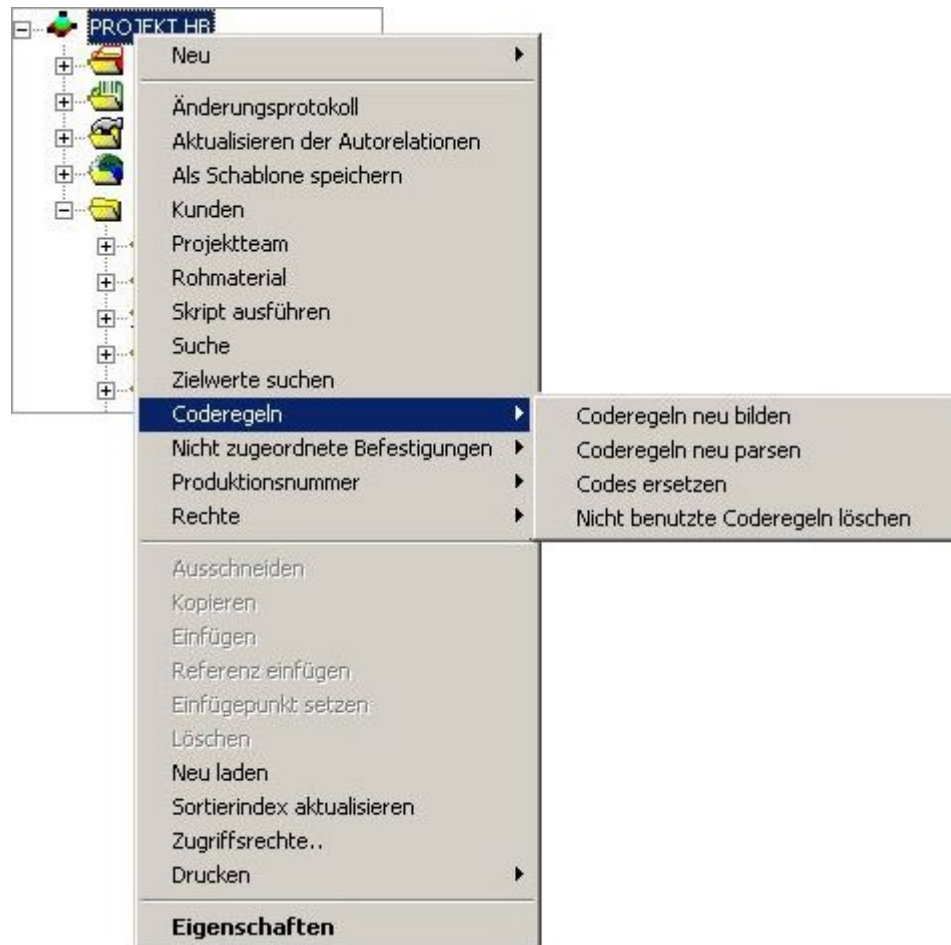 PROJEKT HB
Neu
Änderungsprotokoll
Aktualisieren der Autorelationen
Als Schablone speichern
Kunden
Projektteam
Rohmaterial
Skript ausführen
Suche
Zielwerte suchen
Coderegeln
Nicht zugeordnete Befestigungen
Produktionsnummer
Rechte
Coderegeln neu bilden
Coderegeln neu parsen
Codes ersetzen
Nicht benutzte Coderegeln löschen
Ausschneiden
Kopieren
Einfügen
Referenz einfügen
Einfügepunkt setzen
Löschen
Neu laden
Sortierindex aktualisieren
Zugriffsrechte..
Drucken
Eigenschaften